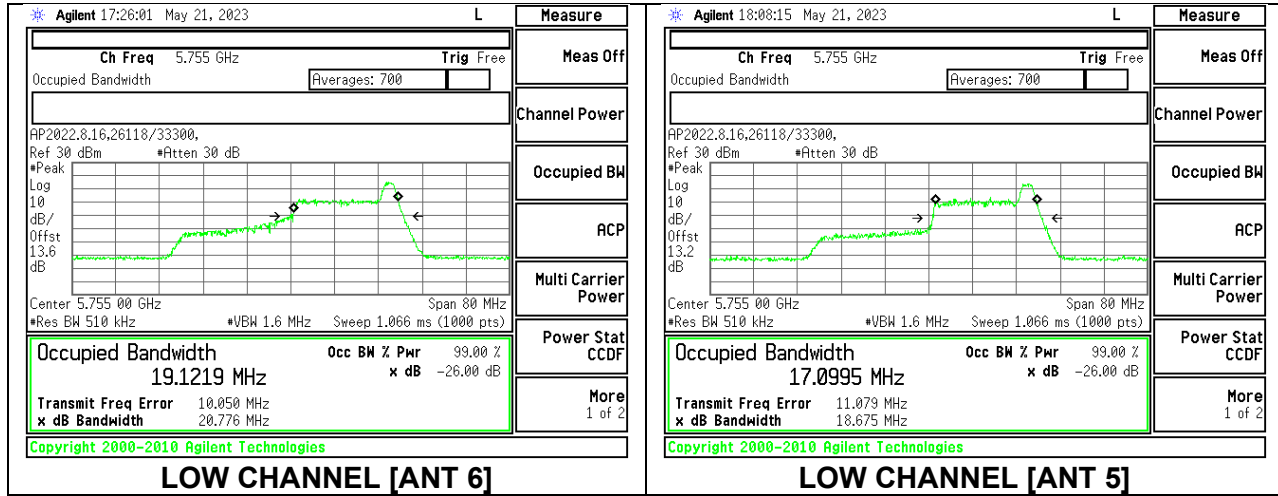 Agilent 17:26:01 May 21, 2023 L
Measure
Ch Freq 5.755 GHz Trig Free
Occupied Bandwidth Averages: 700
AP2022.8.16,26118/33300,
Ref 30 dBm #Atten 30 dB
#Peak
Log
10
dB/
Offst
13.6
dB
Center 5.755 00 GHz Span 80 MHz
#Res BW 510 kHz #VBW 1.6 MHz Sweep 1.066 ms (1000 pts)
Occupied Bandwidth Occ BW % Pwr 99.00 %
19.1219 MHz x dB -26.00 dB
Transmit Freq Error 10.050 MHz
x dB Bandwidth 20.776 MHz
Copyright 2000-2010 Agilent Technologies
Meas Off
Channel Power
Occupied BW
ACP
Multi Carrier
Power
Power Stat
CCDF
More
1 of 2
LOW CHANNEL [ANT 6]
Agilent 18:08:15 May 21, 2023 L
Measure
Ch Freq 5.755 GHz Trig Free
Occupied Bandwidth Averages: 700
AP2022.8.16,26118/33300,
Ref 30 dBm #Atten 30 dB
#Peak
Log
10
dB/
Offst
13.2
dB
Center 5.755 00 GHz Span 80 MHz
#Res BW 510 kHz #VBW 1.6 MHz Sweep 1.066 ms (1000 pts)
Occupied Bandwidth Occ BW % Pwr 99.00 %
17.0995 MHz x dB -26.00 dB
Transmit Freq Error 11.079 MHz
x dB Bandwidth 18.675 MHz
Copyright 2000-2010 Agilent Technologies
Meas Off
Channel Power
Occupied BW
ACP
Multi Carrier
Power
Power Stat
CCDF
More
1 of 2
LOW CHANNEL [ANT 5]